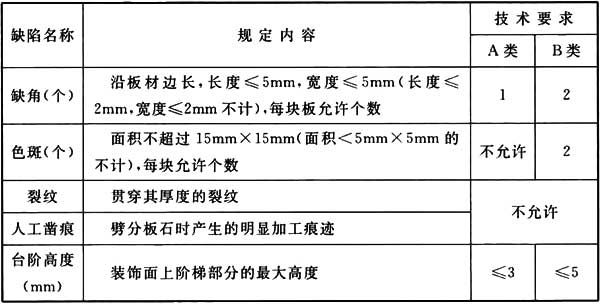 缺陷名称
规定内容
技术要求
A类
B类
缺角(个)
沿板材边长,长度≤5mm,宽度≤5mm(长度≤
2mm,宽度≤2mm不计),每块板允许个数
1
2
色斑(个)
面积不超过15mm×15mm(面积<5mm×5mm的
不计),每块允许个数
不允许
2
裂纹
贯穿其厚度的裂纹
不允许
人工凿痕
劈分板石时产生的明显加工痕迹
台阶高度
(mm)
装饰面上阶梯部分的最大高度
≤3
≤5